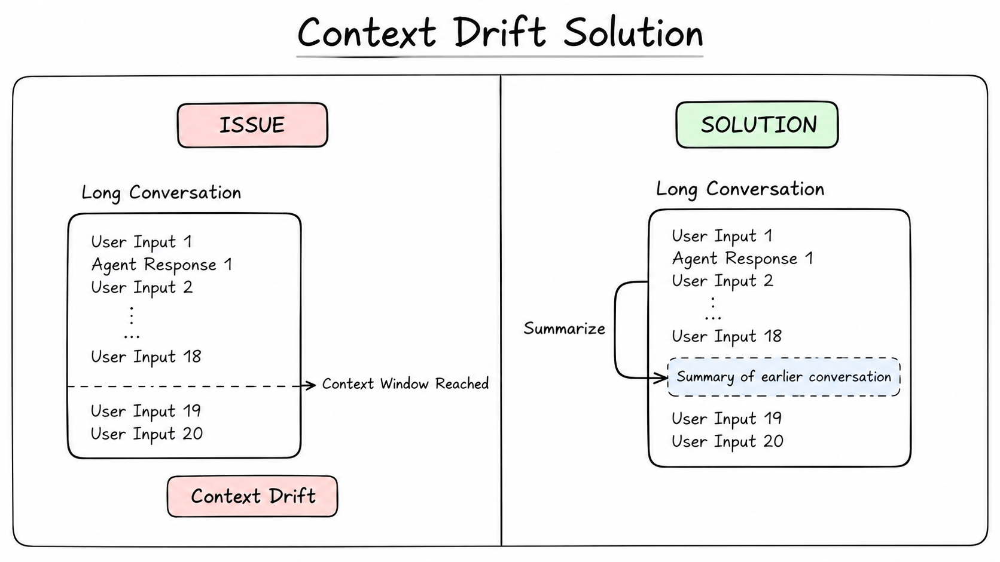 Context Drift Solution
ISSUE
Long Conversation
User Input 1
Agent Response 1
User Input 2
⋮
...
User Input 18
Context Window Reached
User Input 19
User Input 20
Context Drift
SOLUTION
Long Conversation
User Input 1
Agent Response 1
User Input 2
⋮
...
User Input 18
Summarize
Summary of earlier conversation
User Input 19
User Input 20